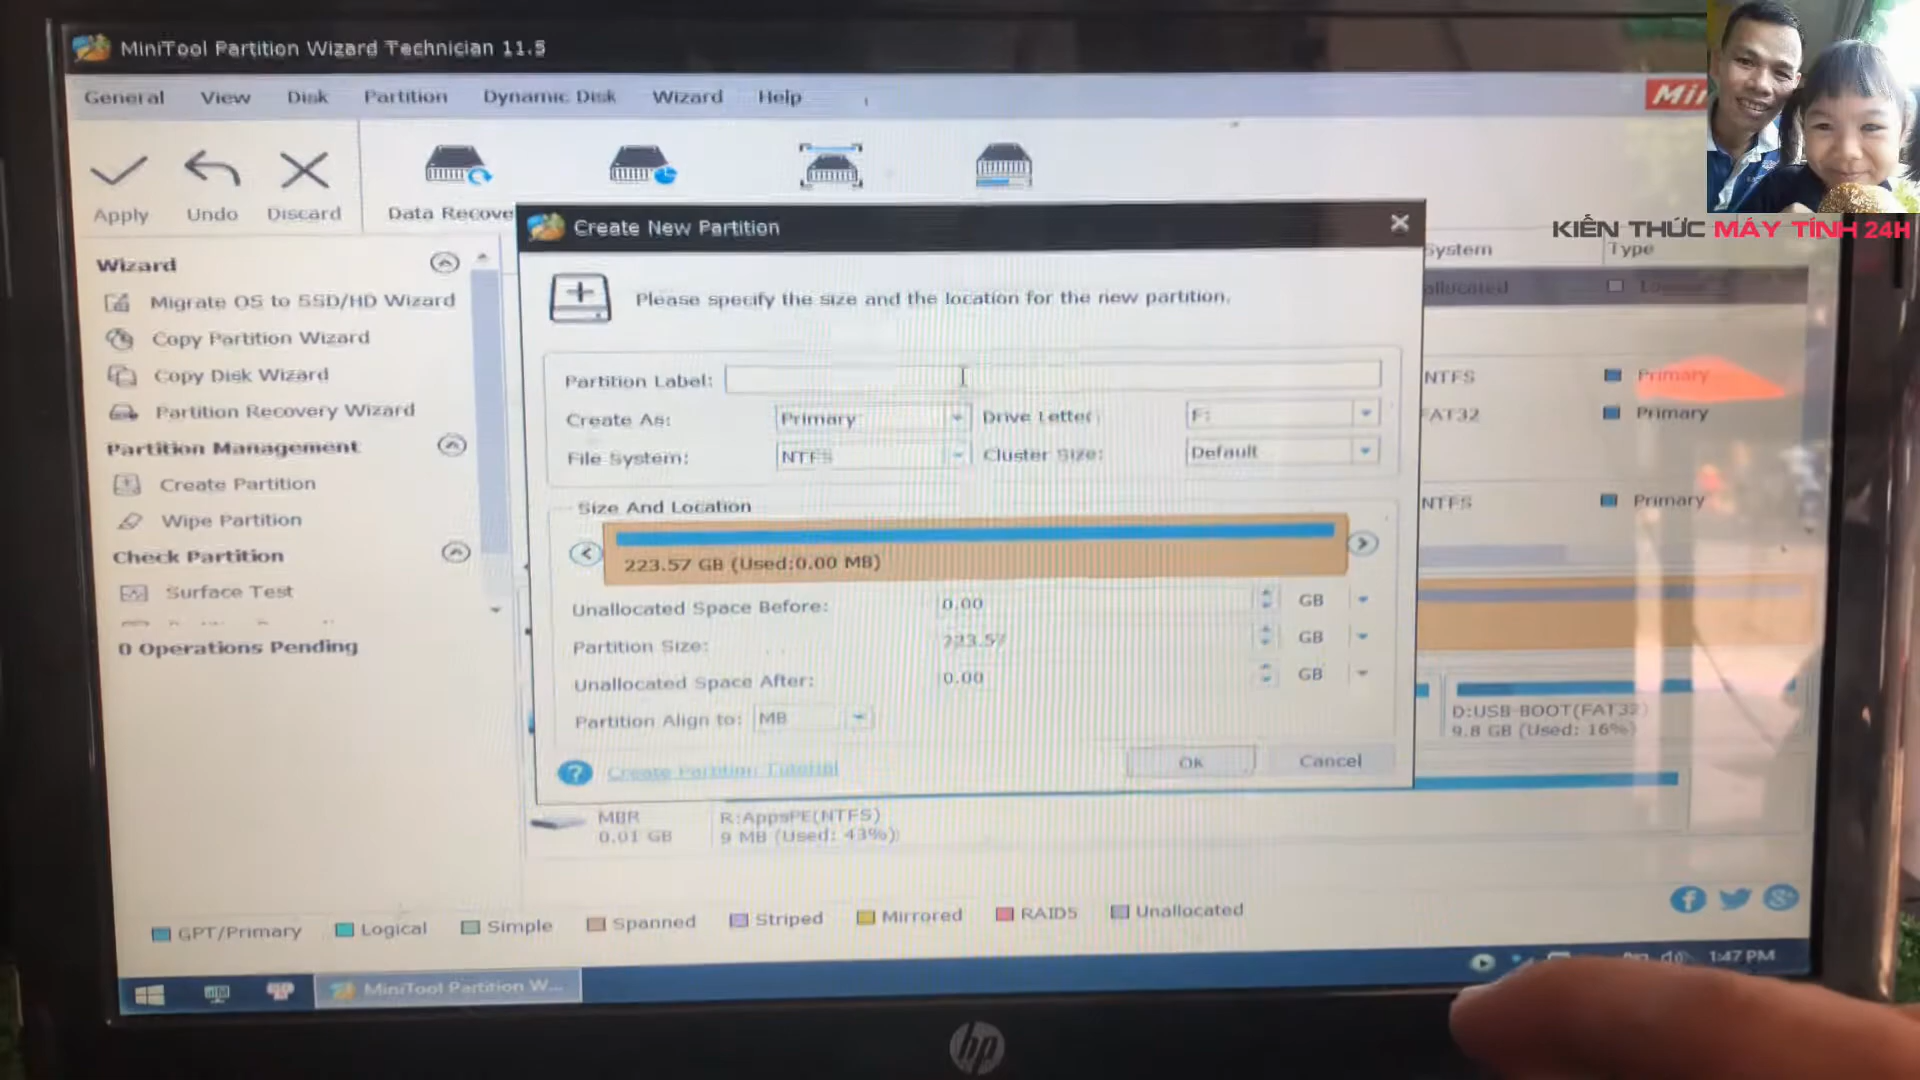 MiniTool Partition Wizard Technician 11.5
General View Disk Partition Dynamic Disk Wizard Help
Apply Undo Discard Data Recove
KIẾN THỨC MÁY TÍNH 24H
Wizard
Migrate OS to SSD/HD Wizard
Copy Partition Wizard
Copy Disk Wizard
Partition Recovery Wizard
Partition Management
Create Partition
Wipe Partition
Check Partition
Surface Test
0 Operations Pending
Create New Partition
Please specify the size and the location for the new partition.
Partition Label:
Create As: Primary Drive Letter: F:
File System: NTFS Cluster Size: Default
Size And Location
223.57 GB (Used:0.00 MB)
Unallocated Space Before: 0.00 GB
Partition Size: 223.57 GB
Unallocated Space After: 0.00 GB
Partition Align to: MB
Create Partition Tutorial
OK Cancel
System Type
allocated
NTFS Primary
FAT32 Primary
NTFS Primary
D:USB-BOOT(FAT32)
9.8 GB (Used: 16%)
MBR R:AppsPE(NTFS)
0.01 GB 9 MB (Used: 43%)
GPT/Primary Logical Simple Spanned Striped Mirrored RAID5 Unallocated
MiniTool Partition W...
1:47 PM
hp